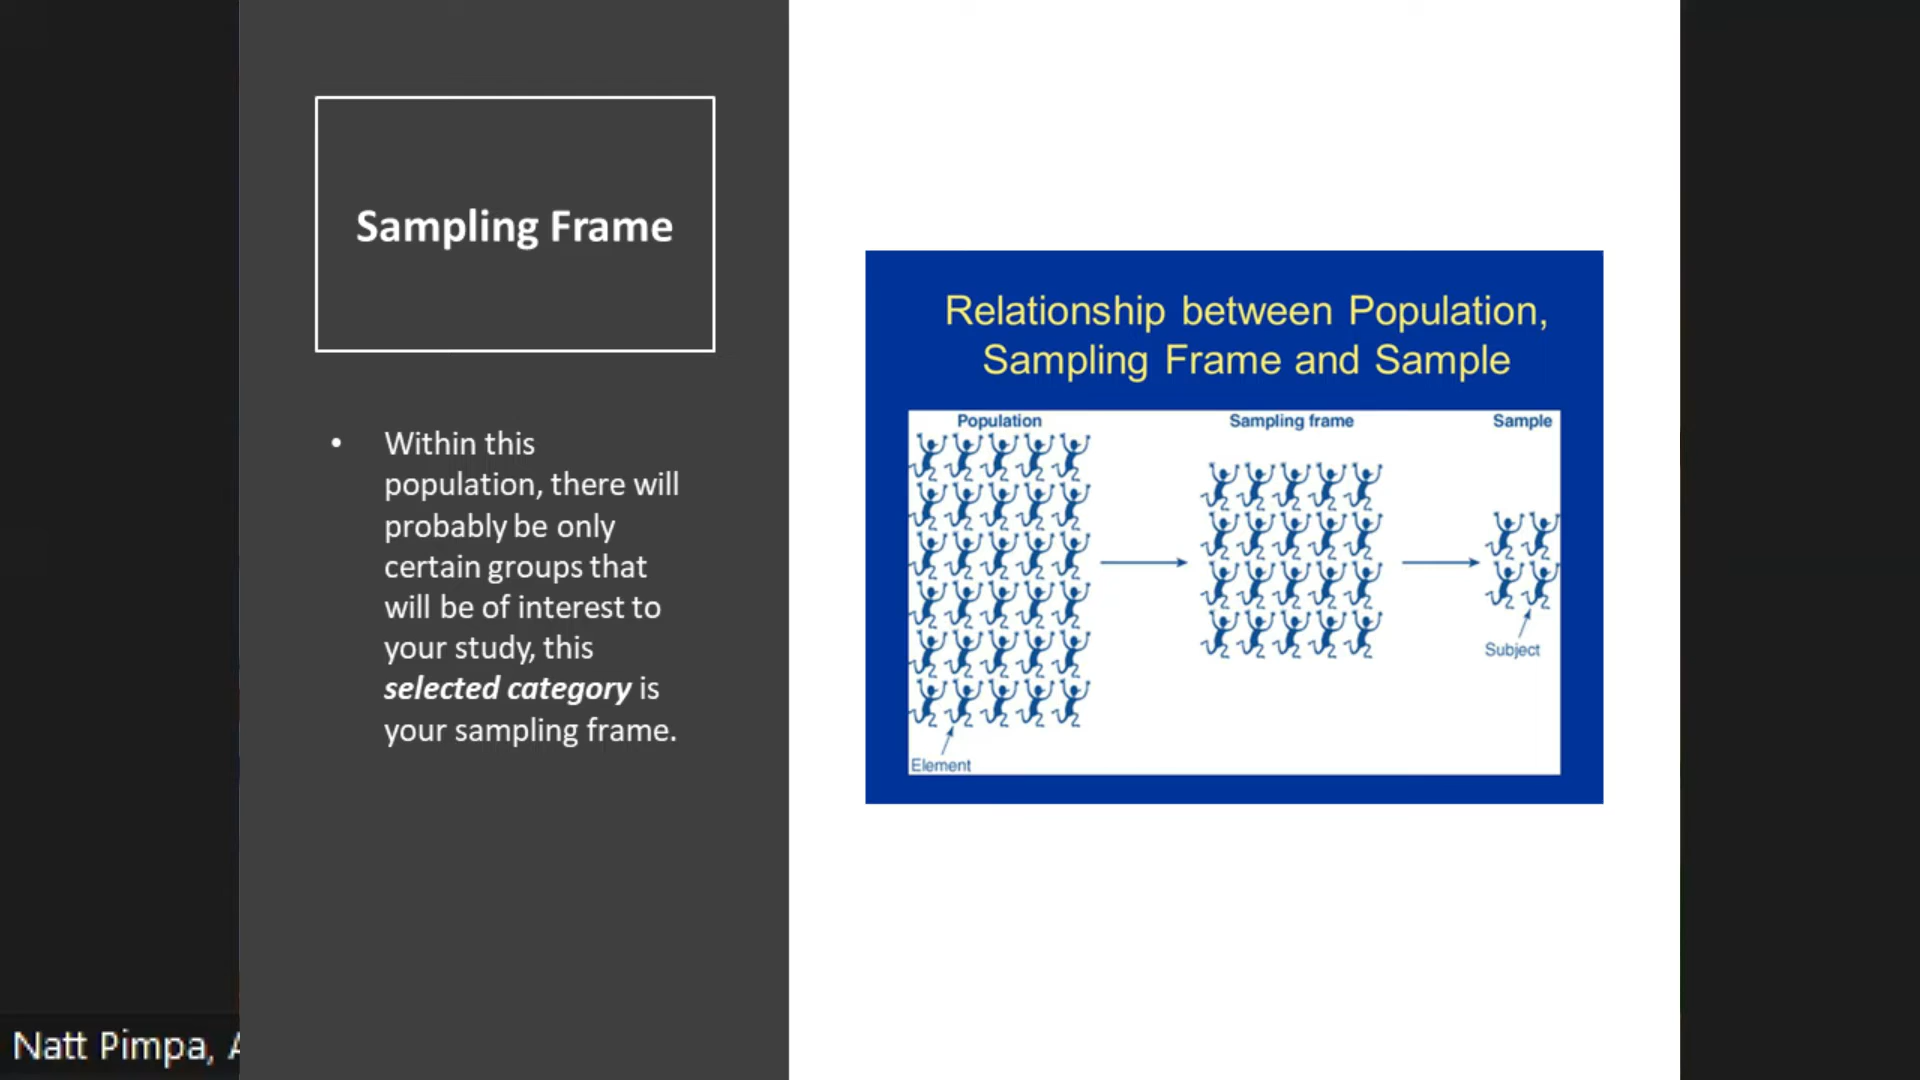 Sampling Frame
• Within this
population, there will
probably be only
certain groups that
will be of interest to
your study, this
selected category is
your sampling frame.
Relationship between Population,
Sampling Frame and Sample
Population
Sampling frame
Sample
Subject
Element
Natt Pimpa,